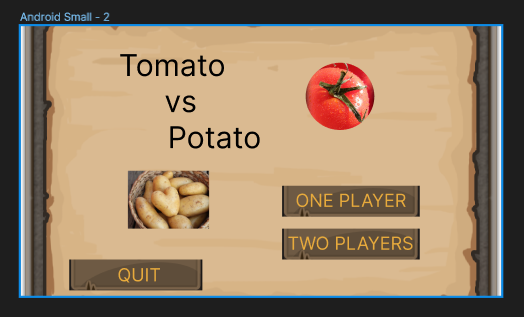 Android Small - 2
Tomato
vs
Potato
ONE PLAYER
TWO PLAYERS
QUIT